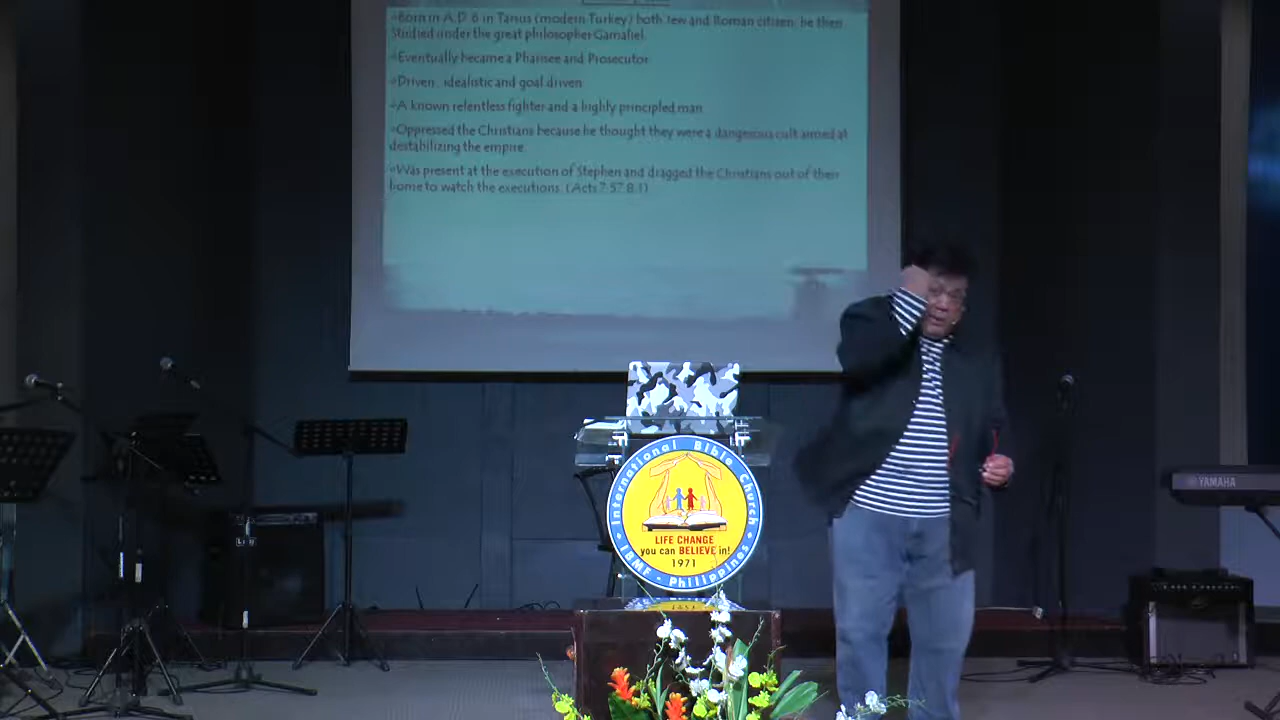 Born in A.D. 6 in Tarsus (modern Turkey) both Jew and Roman citizen, he then
Studied under the great philosopher Gamaliel.
Eventually became a Pharisee and Prosecutor
Driven.. idealistic and goal driven
A known relentless fighter and a highly principled man
Oppressed the Christians because he thought they were a dangerous cult aimed at
destabilizing the empire.
Was present at the execution of Stephen and dragged the Christians out of their
home to watch the executions. (Acts 7:57-8:1)
International Bible Church
LIFE CHANGE
you can BELIEVE in!
1971
IBMF • Philippines
YAMAHA